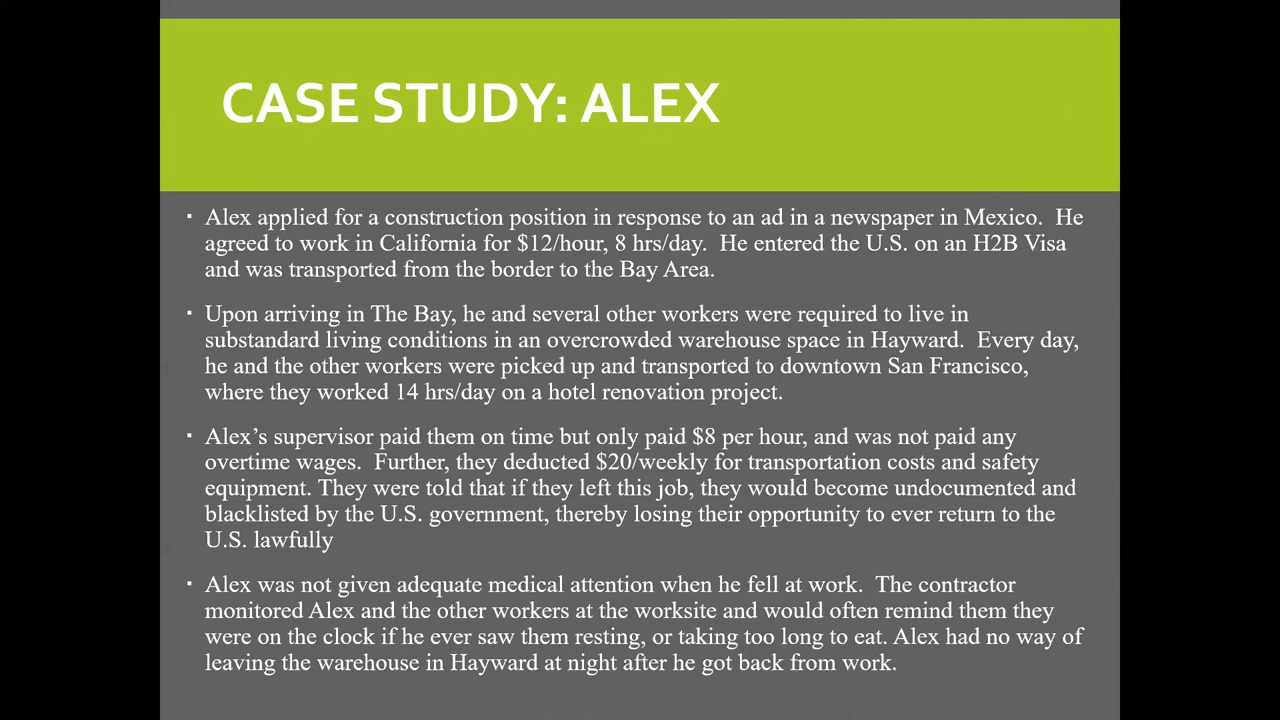 CASE STUDY: ALEX
▪ Alex applied for a construction position in response to an ad in a newspaper in Mexico.  He
agreed to work in California for $12/hour, 8 hrs/day.  He entered the U.S. on an H2B Visa
and was transported from the border to the Bay Area.
▪ Upon arriving in The Bay, he and several other workers were required to live in
substandard living conditions in an overcrowded warehouse space in Hayward.  Every day,
he and the other workers were picked up and transported to downtown San Francisco,
where they worked 14 hrs/day on a hotel renovation project.
▪ Alex’s supervisor paid them on time but only paid $8 per hour, and was not paid any
overtime wages.  Further, they deducted $20/weekly for transportation costs and safety
equipment. They were told that if they left this job, they would become undocumented and
blacklisted by the U.S. government, thereby losing their opportunity to ever return to the
U.S. lawfully
▪ Alex was not given adequate medical attention when he fell at work.  The contractor
monitored Alex and the other workers at the worksite and would often remind them they
were on the clock if he ever saw them resting, or taking too long to eat. Alex had no way of
leaving the warehouse in Hayward at night after he got back from work.